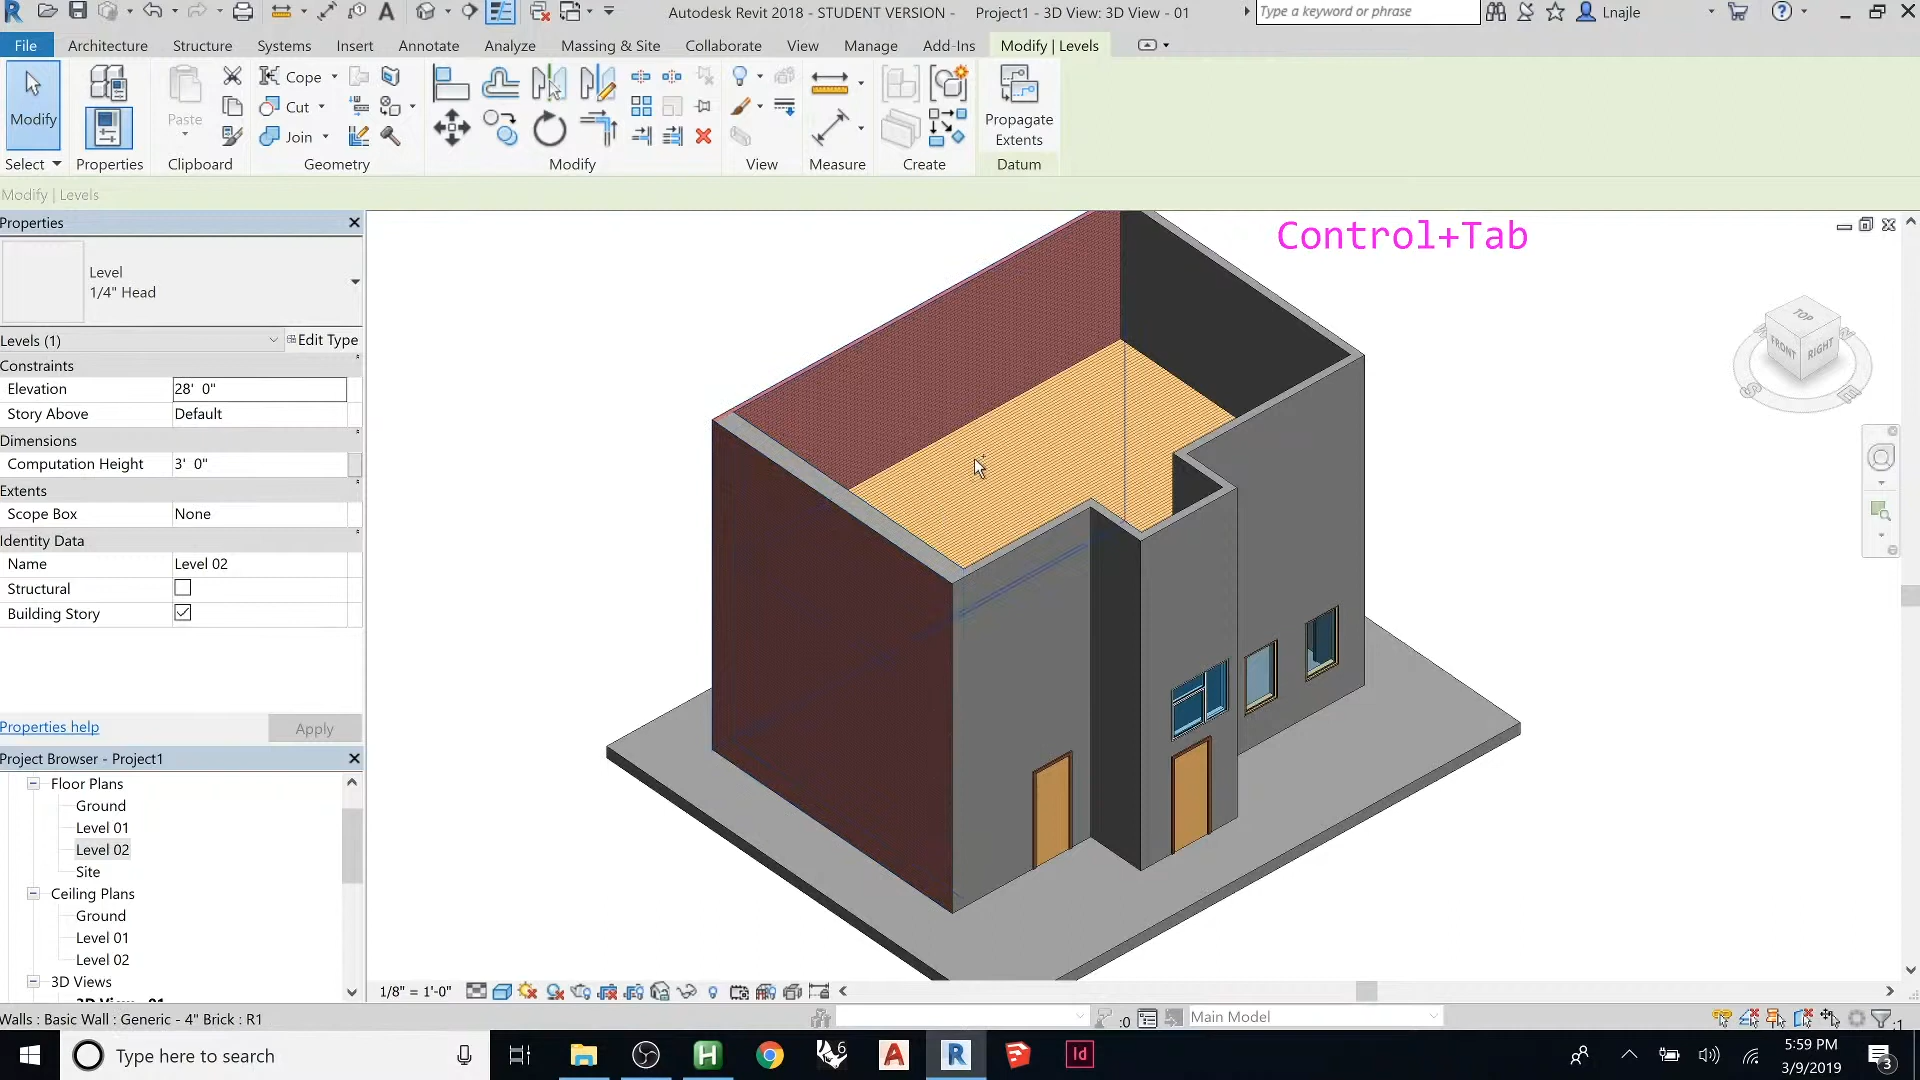 Autodesk Revit 2018 - STUDENT VERSION - Project1 - 3D View: 3D View - 01 Type a keyword or phrase Lnajle
File Architecture Structure Systems Insert Annotate Analyze Massing & Site Collaborate View Manage Add-Ins Modify | Levels
Modify Paste Cope Cut Join Propagate Extents
Select Properties Clipboard Geometry Modify View Measure Create Datum
Modify | Levels
Properties
Control+Tab
Level
1/4" Head
Levels (1) Edit Type
Constraints
Elevation 28' 0"
Story Above Default
Dimensions
Computation Height 3' 0"
Extents
Scope Box None
Identity Data
Name Level 02
Structural
Building Story
Properties help Apply
TOP
FRONT RIGHT
Project Browser - Project1
Floor Plans
Ground
Level 01
Level 02
Site
Ceiling Plans
Ground
Level 01
Level 02
3D Views
3D View - 01
1/8" = 1'-0"
Walls : Basic Wall : Generic - 4" Brick : R1 :0 Main Model :1
Type here to search
5:59 PM
3/9/2019
3